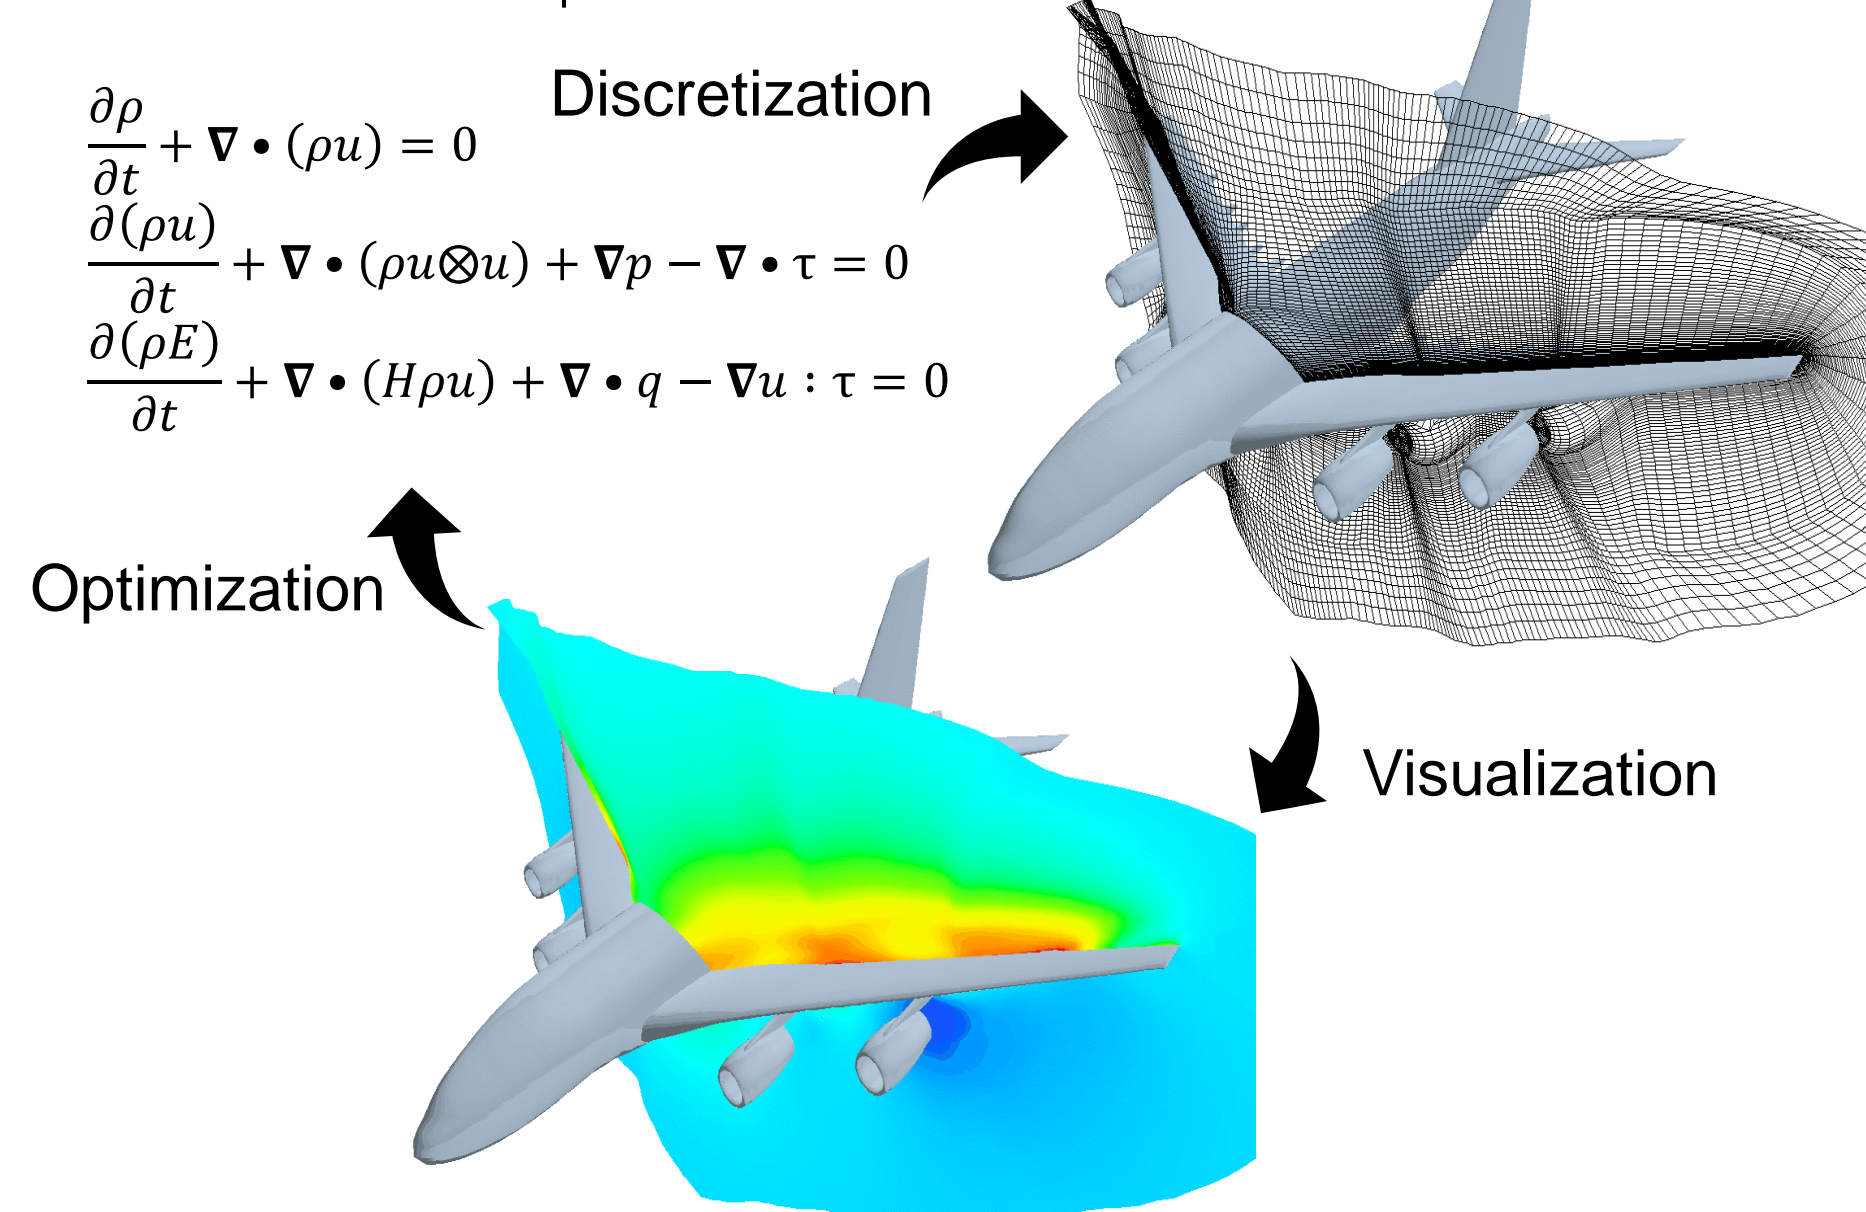 Discretization
∂ρ/∂t + ∇ • (ρu) = 0
∂(ρu)/∂t + ∇ • (ρu⊗u) + ∇p − ∇ • τ = 0
∂(ρE)/∂t + ∇ • (Hρu) + ∇ • q − ∇u : τ = 0
Optimization
Visualization